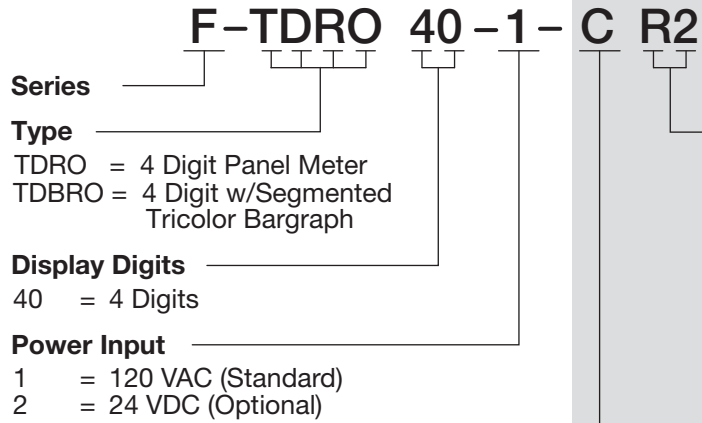 F-TDRO 40-1- C R2
Series
Type
TDRO = 4 Digit Panel Meter
TDBRO = 4 Digit w/Segmented
Tricolor Bargraph
Display Digits
40 = 4 Digits
Power Input
1 = 120 VAC (Standard)
2 = 24 VDC (Optional)